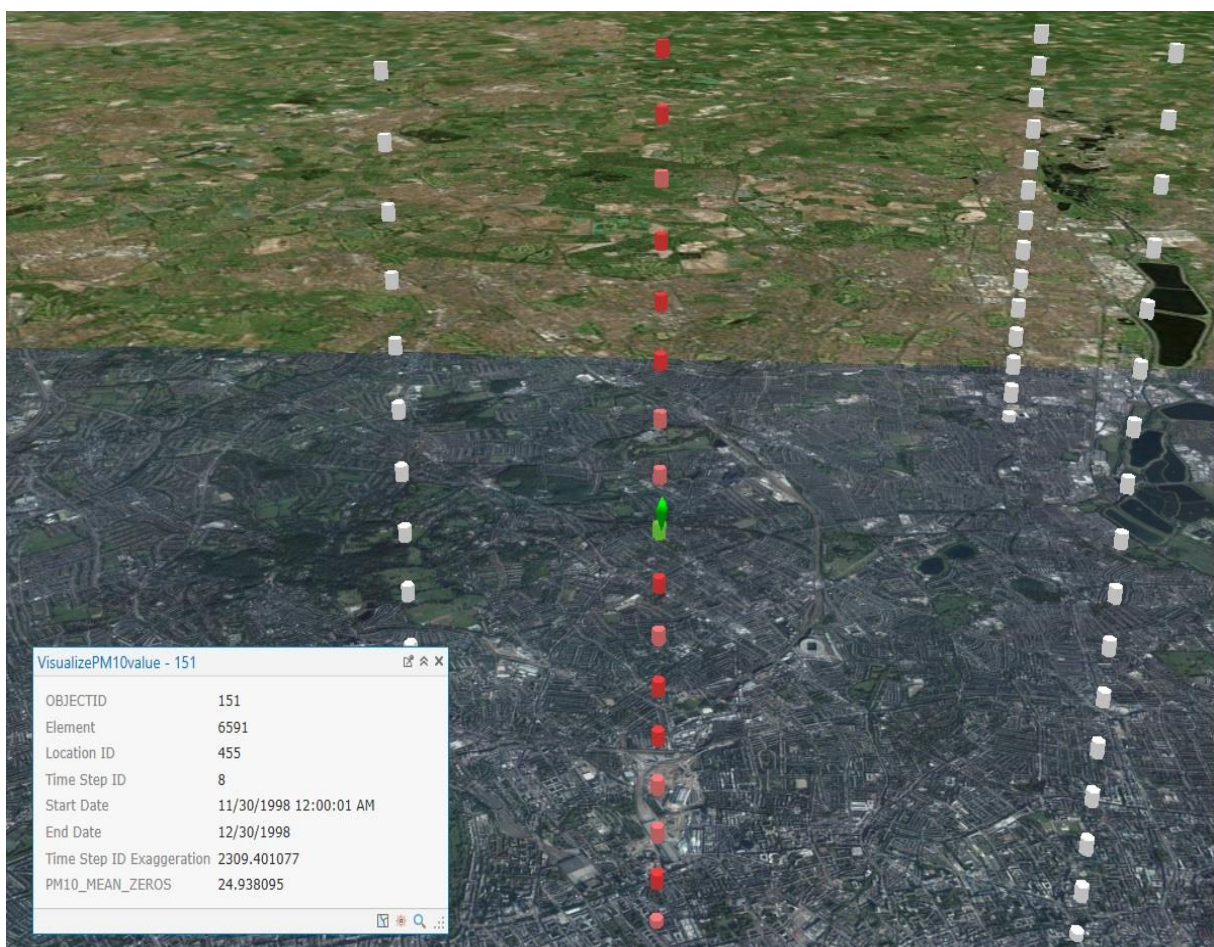 VisualizePM10value - 151
OBJECTID 151
Element 6591
Location ID 455
Time Step ID 8
Start Date 11/30/1998 12:00:01 AM
End Date 12/30/1998
Time Step ID Exaggeration 2309.401077
PM10_MEAN_ZEROS 24.938095